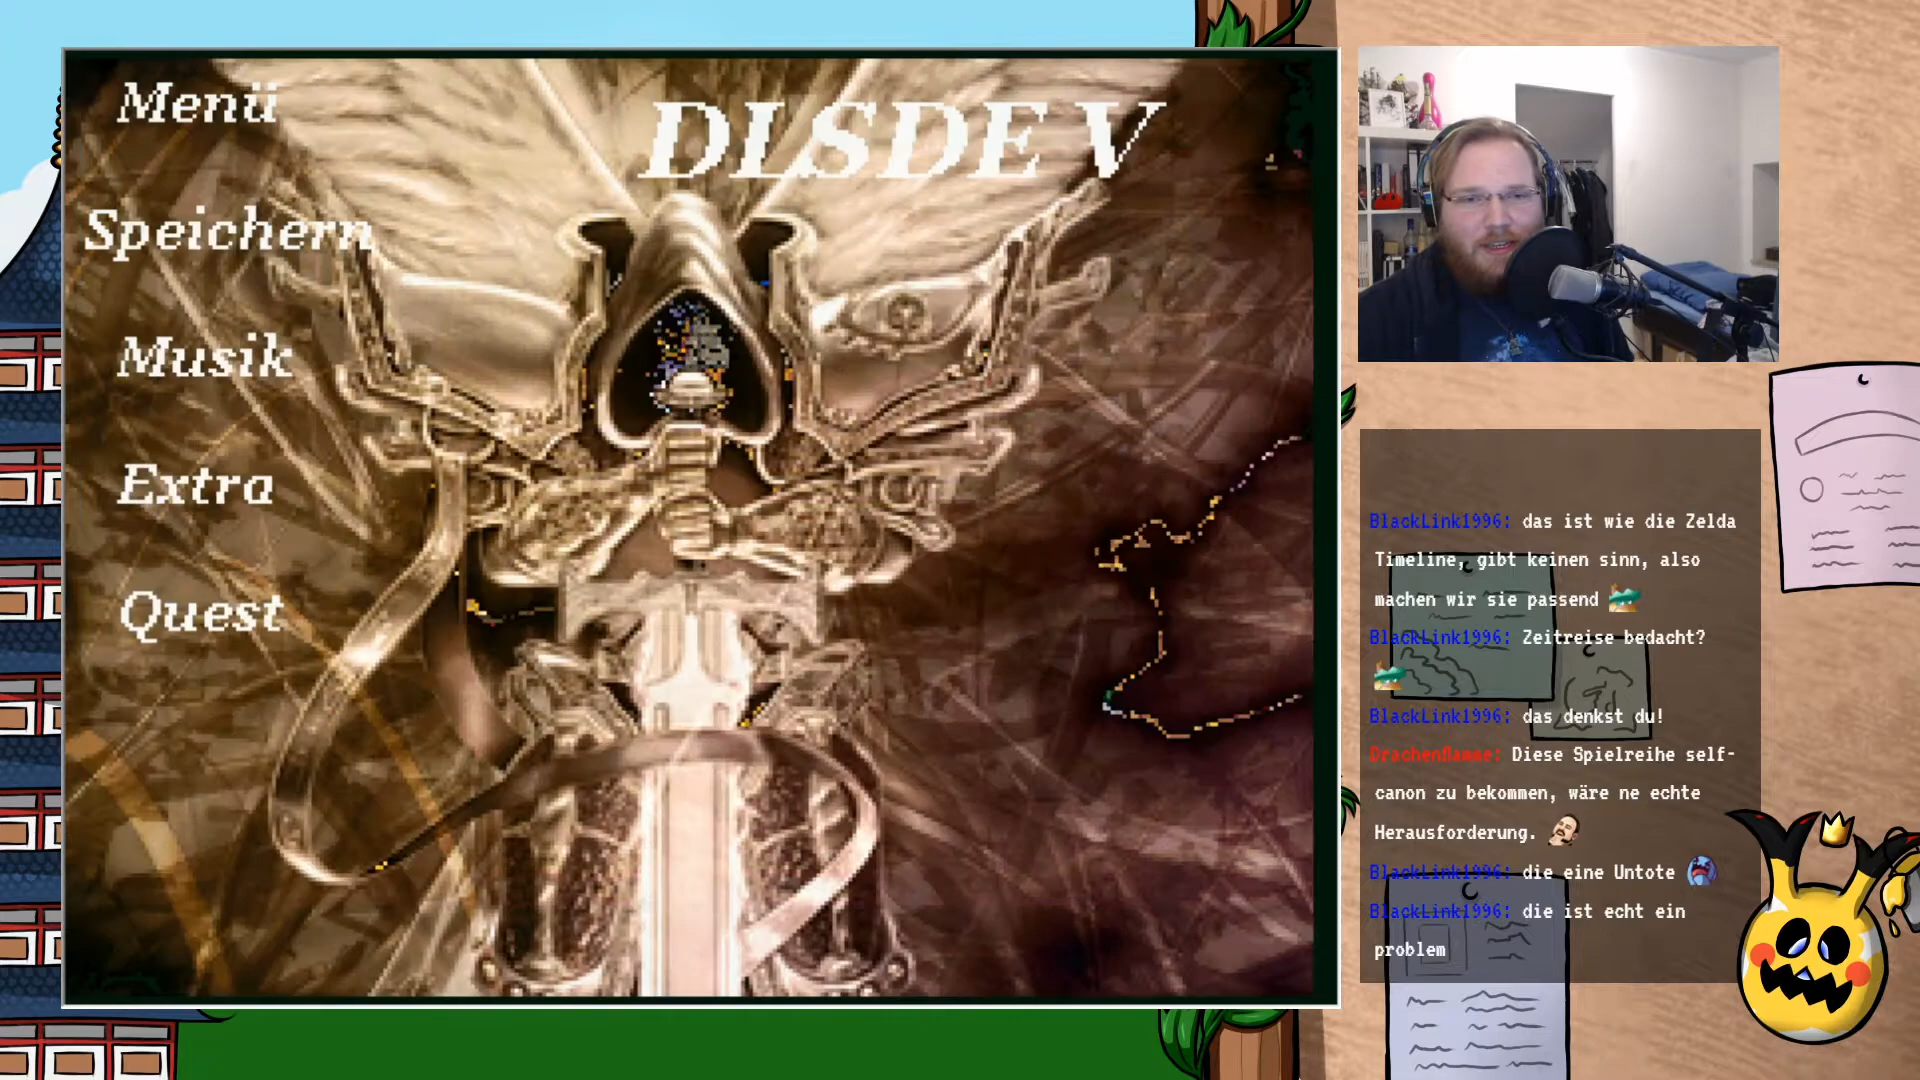 Menü
DLSDE V
Speichern
Musik
Extra
Quest
BlackLink1996: das ist wie die Zelda
Timeline, gibt keinen sinn, also
machen wir sie passend
BlackLink1996: Zeitreise bedacht?
BlackLink1996: das denkst du!
Drachenflamme: Diese Spielreihe self-
canon zu bekommen, wäre ne echte
Herausforderung.
BlackLink1996: die eine Untote
BlackLink1996: die ist echt ein
problem